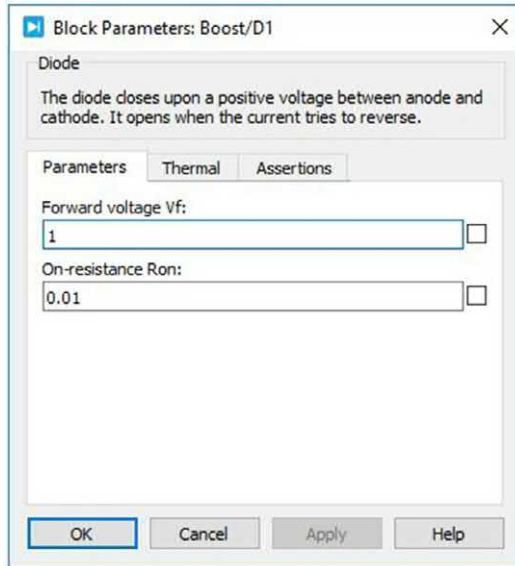 Block Parameters: Boost/D1
Diode
The diode closes upon a positive voltage between anode and
cathode. It opens when the current tries to reverse.
Parameters Thermal Assertions
Forward voltage Vf:
1
On-resistance Ron:
0.01
OK Cancel Apply Help